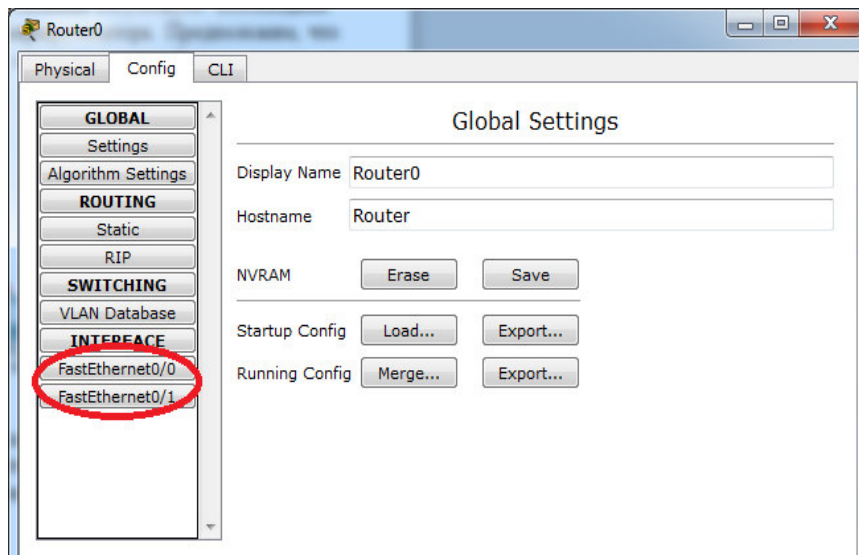 Router0
Physical Config CLI
GLOBAL
Settings
Algorithm Settings
ROUTING
Static
RIP
SWITCHING
VLAN Database
INTERFACE
FastEthernet0/0
FastEthernet0/1
Global Settings
Display Name Router0
Hostname Router
NVRAM Erase Save
Startup Config Load... Export...
Running Config Merge... Export...